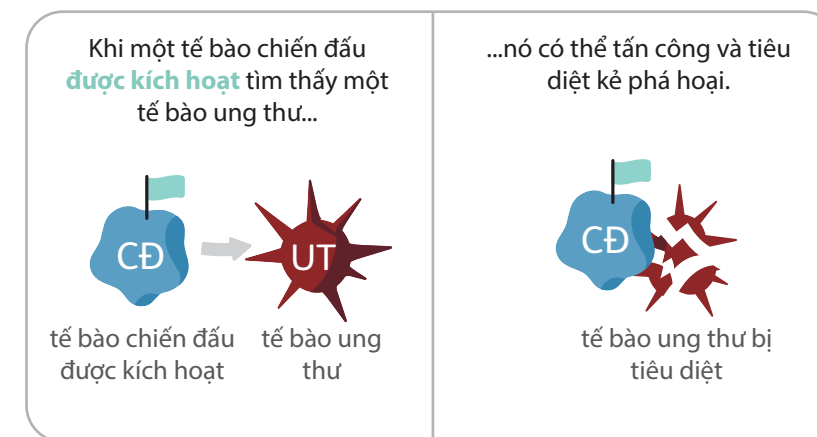 Khi một tế bào chiến đấu
được kích hoạt tìm thấy một
tế bào ung thư...
CĐ
UT
tế bào chiến đấu
được kích hoạt
tế bào ung
thư
...nó có thể tấn công và tiêu
diệt kẻ phá hoại.
CĐ
tế bào ung thư bị
tiêu diệt